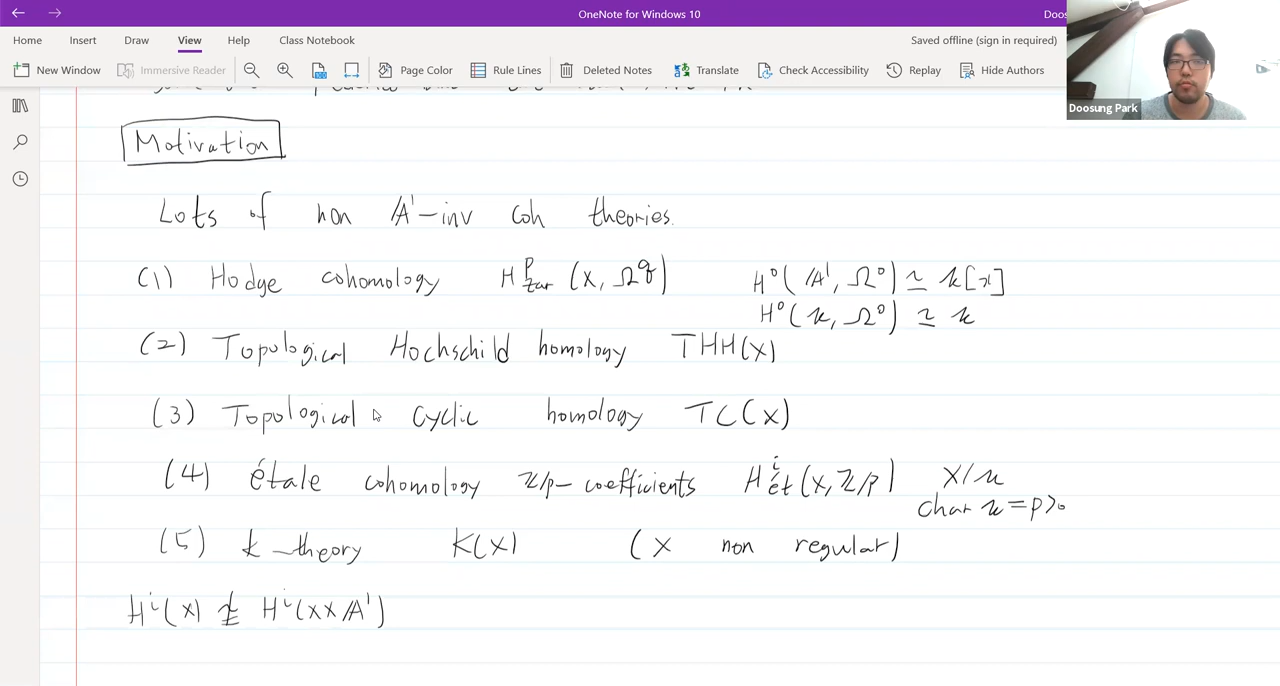 OneNote for Windows 10
Doos
Home Insert Draw View Help Class Notebook Saved offline (sign in required)
New Window Immersive Reader Page Color Rule Lines Deleted Notes Translate Check Accessibility Replay Hide Authors
Doosung Park
Motivation
Lots of non 𝔸¹-inv coh theories.
(1) Hodge cohomology H^p_Zar (X, Ω^q) H⁰(𝔸¹, Ω⁰) ≃ k[x]
H⁰(k, Ω⁰) ≃ k
(2) Topological Hochschild homology THH(X)
(3) Topological cyclic homology TC(X)
(4) étale cohomology ℤ/p-coefficients H^i_ét(X, ℤ/p) X/k
char k = p>0
(5) K-theory K(X) (X non regular)
H^i(X) ≄ H^i(X×𝔸¹)